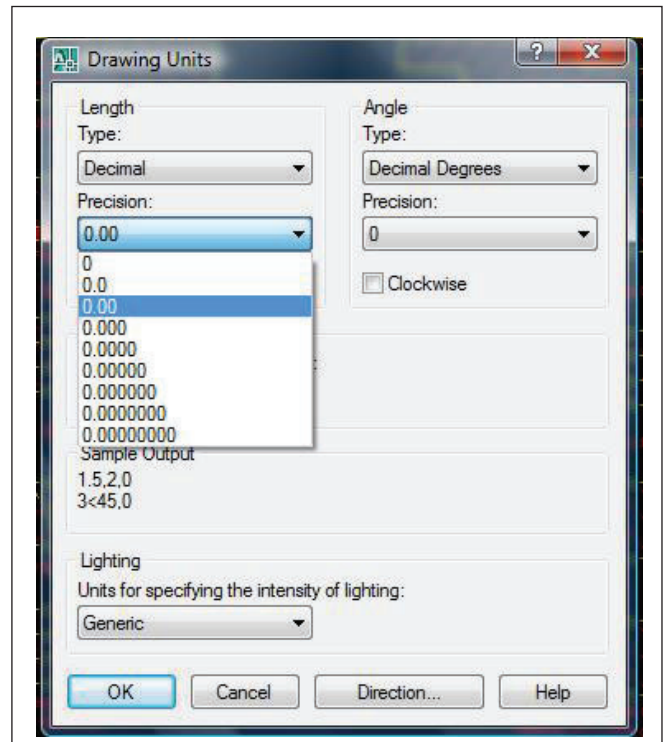 Drawing Units
Length
Type:
Decimal
Precision:
0.00
0
0.0
0.00
0.000
0.0000
0.00000
0.000000
0.0000000
0.00000000
Angle
Type:
Decimal Degrees
Precision:
0
Clockwise
Sample Output
1.5,2,0
3<45,0
Lighting
Units for specifying the intensity of lighting:
Generic
OK
Cancel
Direction...
Help